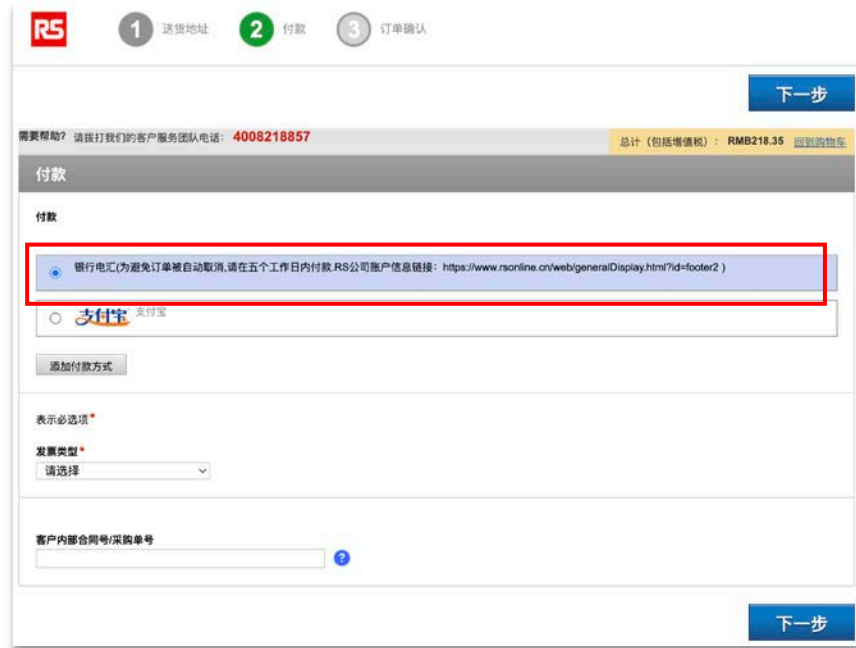 RS
1 送货地址 2 付款 3 订单确认
下一步
需要帮助? 请拨打我们的客户服务团队电话: 4008218857 总计 (包括增值税) : RMB218.35 回到购物车
付款
付款
银行电汇(为避免订单被自动取消,请在五个工作日内付款.RS公司账户信息链接: https://www.rsonline.cn/web/generalDisplay.html?id=footer2 )
支付宝 支付宝
添加付款方式
表示必选项*
发票类型*
请选择
客户内部合同号/采购单号
?
下一步